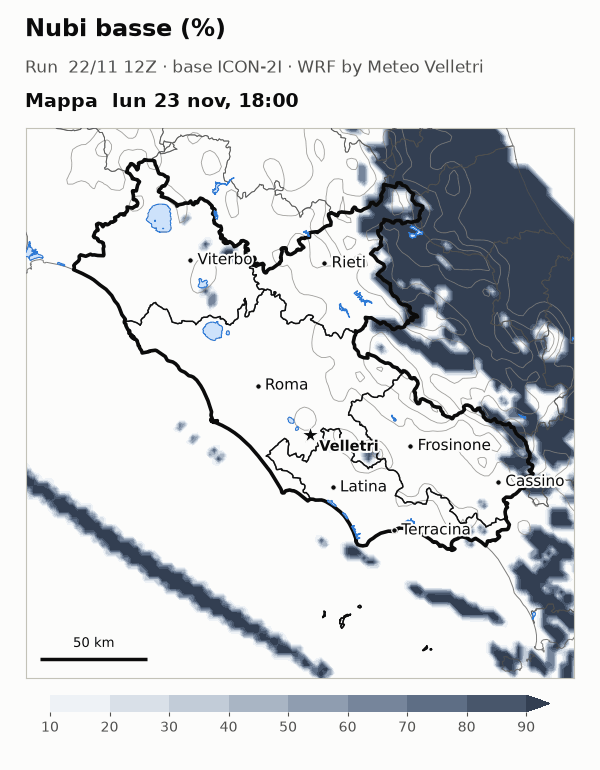 Nubi basse (%)
Run  22/11 12Z · base ICON-2I · WRF by Meteo Velletri
Mappa  lun 23 nov, 18:00
Viterbo
Rieti
Roma
Velletri
Frosinone
Latina
Cassino
Terracina
50 km
10 20 30 40 50 60 70 80 90